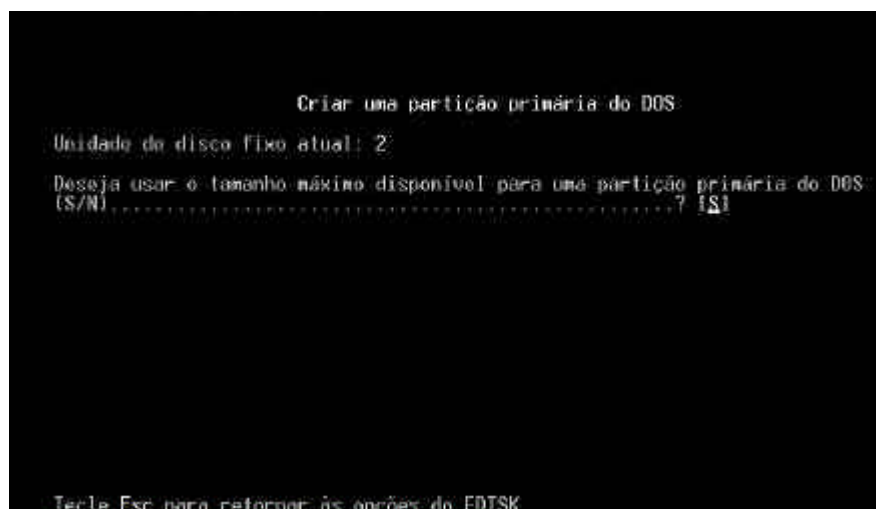 Criar uma partição primária do DOS
Unidade de disco fixo atual: 2
Deseja usar o tamanho máximo disponível para uma partição primária do DOS
(S/N)..................................................? [S]
Tecle Esc para retornar às opções do FDISK